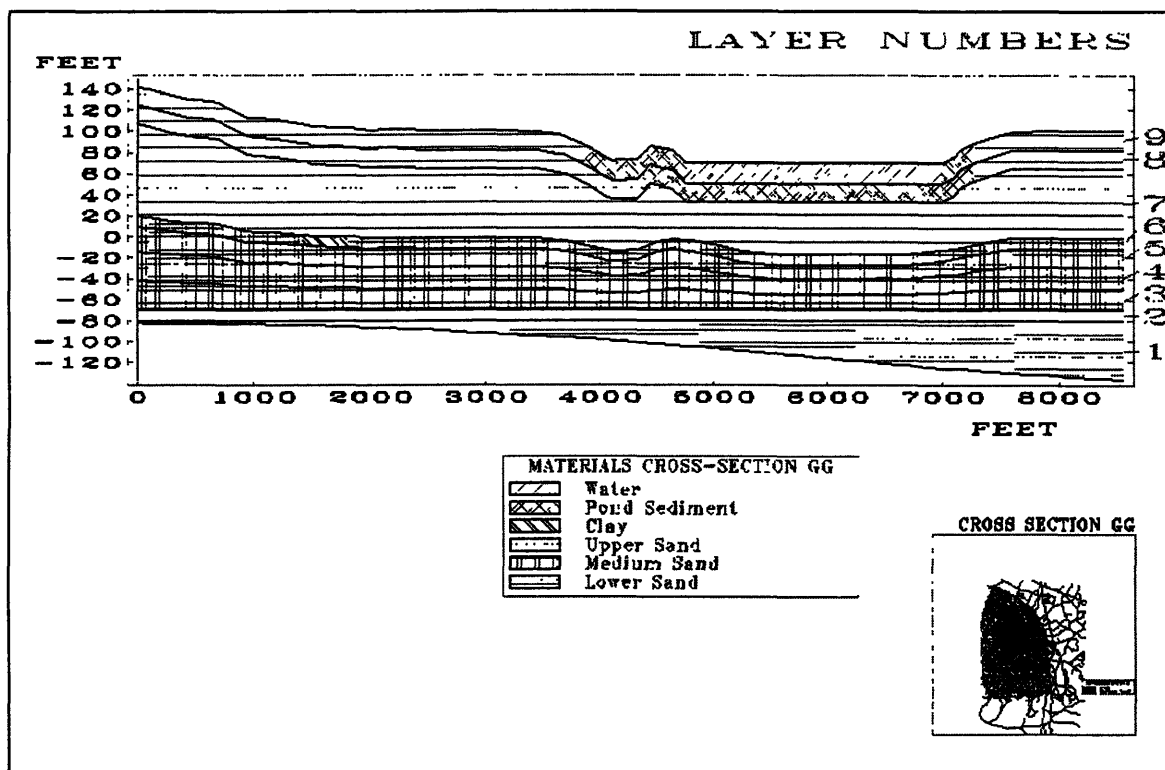 LAYER NUMBERS
FEET
140
120
100
80
60
40
20
0
-20
-40
-60
-80
-100
-120
9
8
7
6
5
4
3
2
1
0 1000 2000 3000 4000 5000 6000 7000 8000
FEET
MATERIALS CROSS-SECTION GG
Water
Pond Sediment
Clay
Upper Sand
Medium Sand
Lower Sand
CROSS SECTION GG